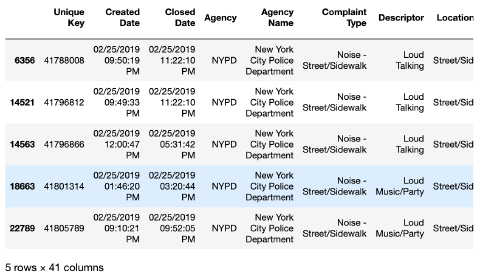 Unique Key Created Date Closed Date Agency Agency Name Complaint Type Descriptor Location
6356 41788008 02/25/2019 09:50:19 PM 02/25/2019 11:22:10 PM NYPD New York City Police Department Noise - Street/Sidewalk Loud Talking Street/Sid
14521 41796812 02/25/2019 09:49:33 PM 02/25/2019 11:22:10 PM NYPD New York City Police Department Noise - Street/Sidewalk Loud Talking Street/Sid
14563 41796866 02/25/2019 12:00:47 PM 02/25/2019 05:31:42 PM NYPD New York City Police Department Noise - Street/Sidewalk Loud Talking Street/Sid
18663 41801314 02/25/2019 01:46:20 PM 02/25/2019 03:20:44 PM NYPD New York City Police Department Noise - Street/Sidewalk Loud Music/Party Street/Sid
22789 41805789 02/25/2019 09:10:21 PM 02/25/2019 09:52:05 PM NYPD New York City Police Department Noise - Street/Sidewalk Loud Music/Party Street/Sid
5 rows × 41 columns